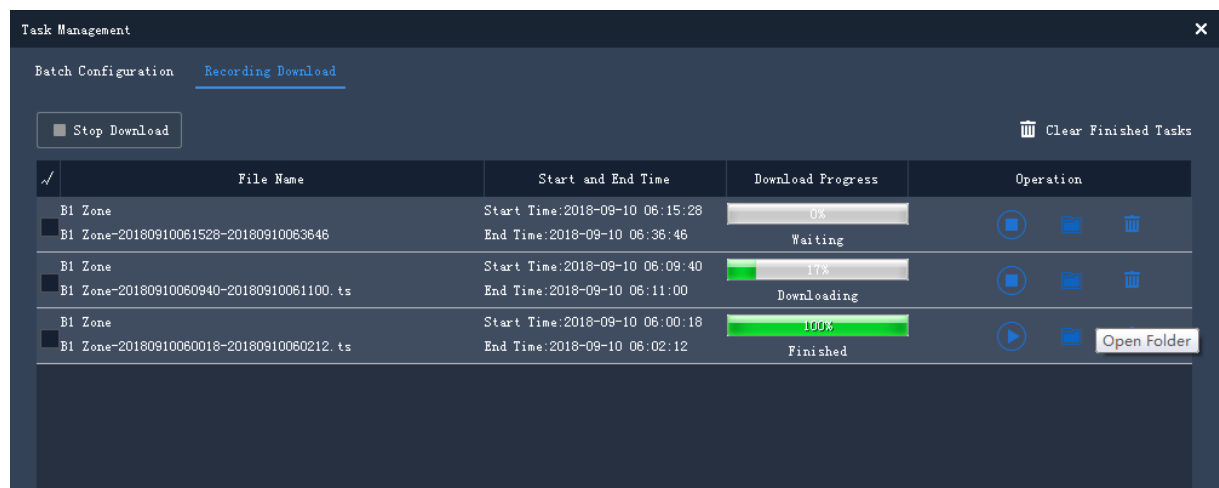 Task Management
Batch Configuration Recording Download
Stop Download Clear Finished Tasks
File Name Start and End Time Download Progress Operation
B1 Zone Start Time:2018-09-10 06:15:28 0%
B1 Zone-20180910061528-20180910063646 End Time:2018-09-10 06:36:46 Waiting
B1 Zone Start Time:2018-09-10 06:09:40 17%
B1 Zone-20180910060940-20180910061100.ts End Time:2018-09-10 06:11:00 Downloading
B1 Zone Start Time:2018-09-10 06:00:18 100%
B1 Zone-20180910060018-20180910060212.ts End Time:2018-09-10 06:02:12 Finished Open Folder